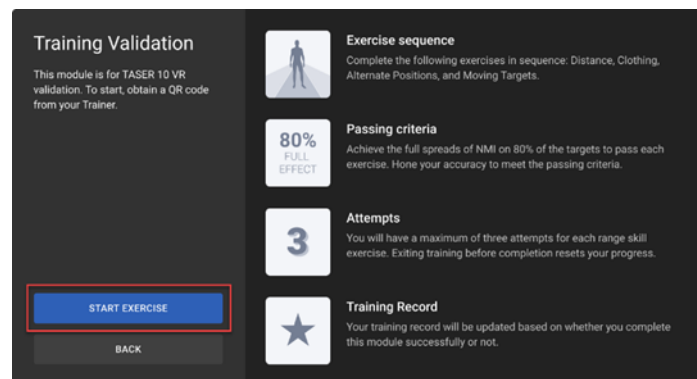 Training Validation
This module is for TASER 10 VR
validation. To start, obtain a QR code
from your Trainer.
START EXERCISE
BACK
Exercise sequence
Complete the following exercises in sequence: Distance, Clothing,
Alternate Positions, and Moving Targets.
80%
FULL
EFFECT
Passing criteria
Achieve the full spreads of NMI on 80% of the targets to pass each
exercise. Hone your accuracy to meet the passing criteria.
3
Attempts
You will have a maximum of three attempts for each range skill
exercise. Exiting training before completion resets your progress.
Training Record
Your training record will be updated based on whether you complete
this module successfully or not.